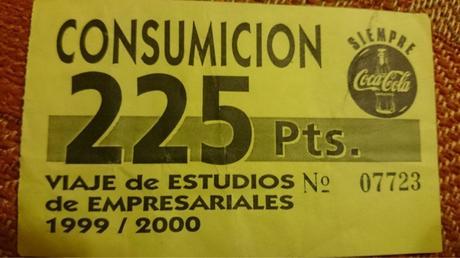 CONSUMICION
SIEMPRE
Coca-Cola
225 Pts.
VIAJE de ESTUDIOS Nº 07723
de EMPRESARIALES
1999 / 2000